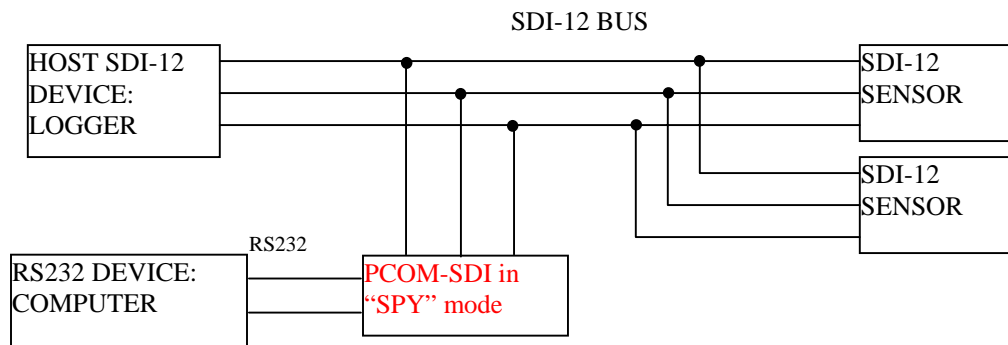 SDI-12 BUS
HOST SDI-12
DEVICE:
LOGGER
SDI-12
SENSOR
SDI-12
SENSOR
RS232
RS232 DEVICE:
COMPUTER
PCOM-SDI in
“SPY” mode